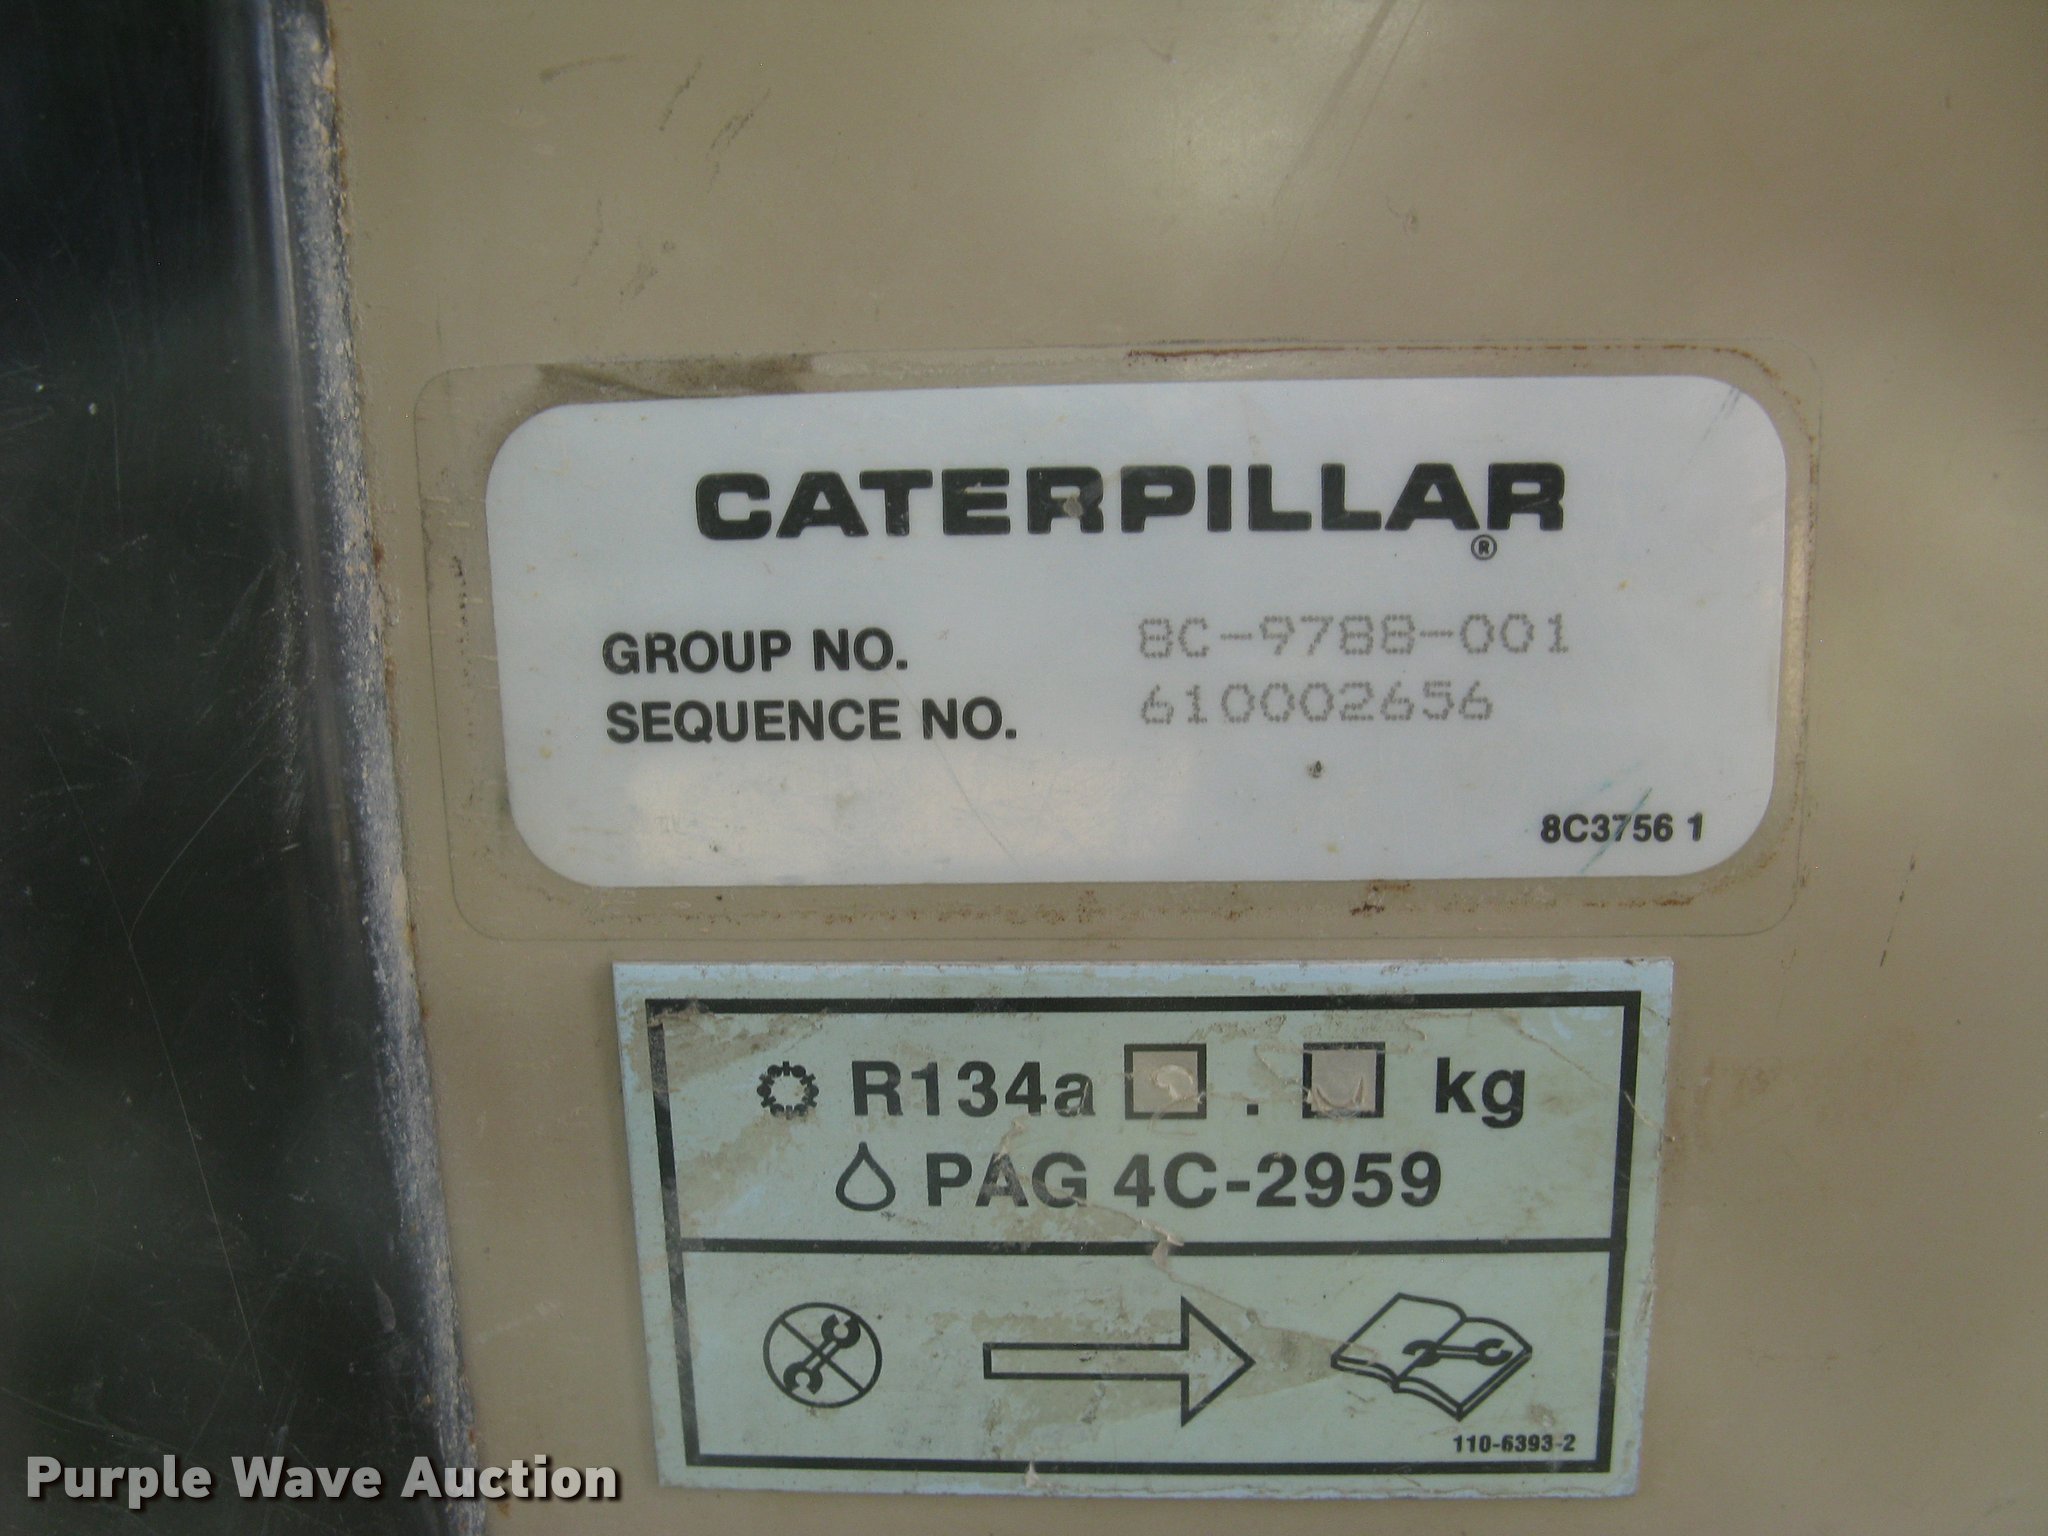 CATERPILLAR®
GROUP NO. 8C-9788-001
SEQUENCE NO. 610002656
8C3756 1
R134a . kg
PAG 4C-2959
110-6393-2
Purple Wave Auction